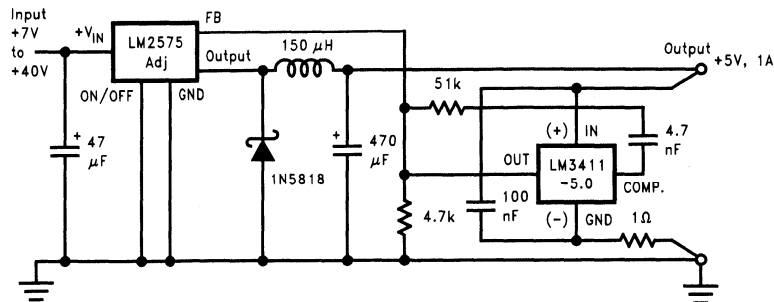 Input
+7V
to
+40V
+VIN
LM2575
Adj
FB
Output
ON/OFF
GND
150 μH
Output
+5V, 1A
51k
+
47
μF
+
470
μF
1N5818
4.7k
OUT
(+) IN
LM3411
-5.0
COMP.
4.7
nF
100
nF
(-) GND
1Ω